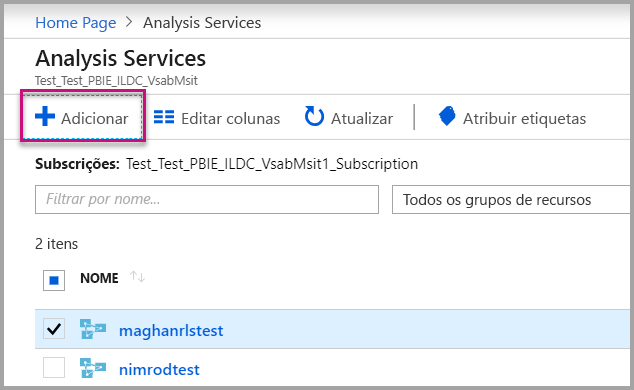 Home Page > Analysis Services
Analysis Services
Test_Test_PBIE_ILDC_VsabMsit
Adicionar Editar colunas Atualizar Atribuir etiquetas
Subscrições: Test_Test_PBIE_ILDC_VsabMsit1_Subscription
Filtrar por nome... Todos os grupos de recursos
2 itens
NOME
maghanrlstest
nimrodtest